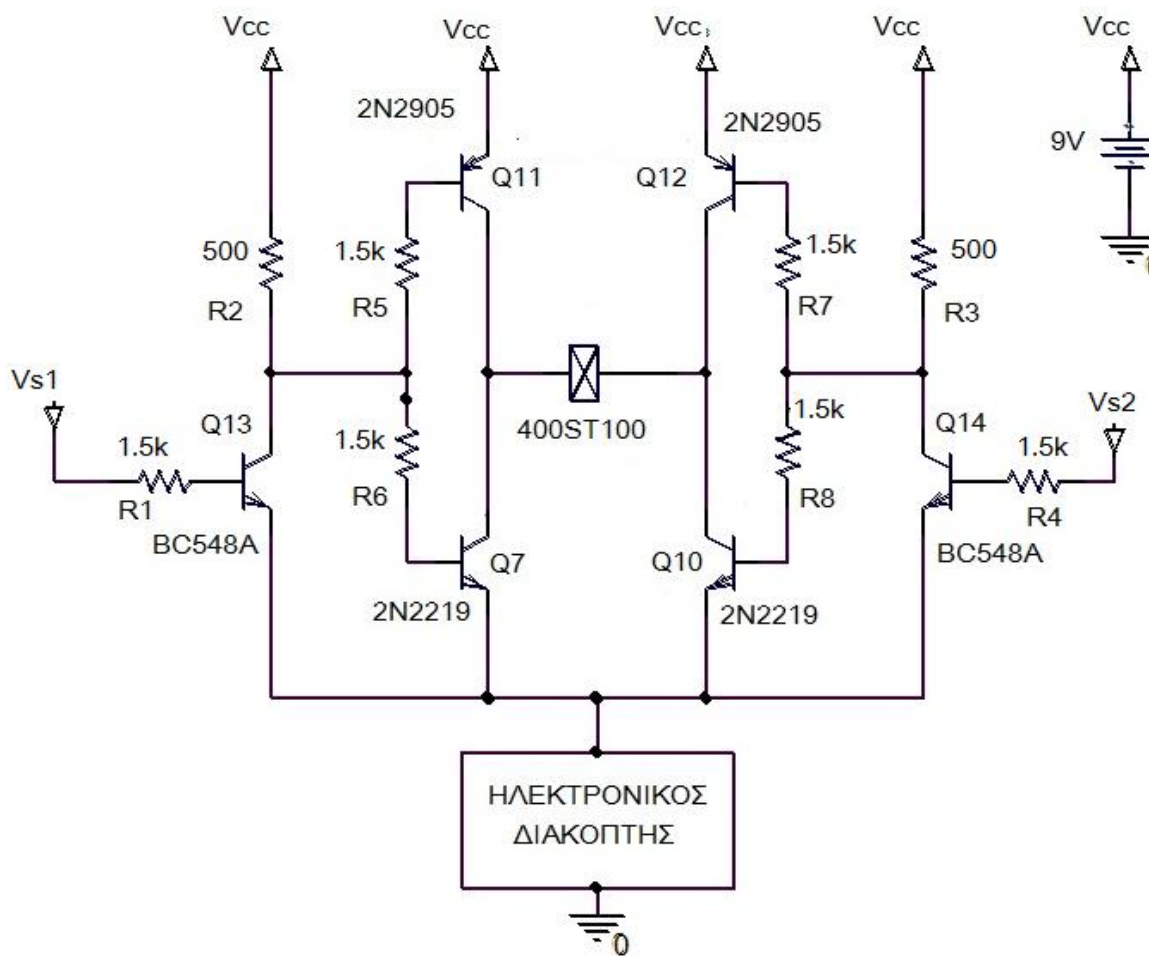 Vcc
Vcc
Vcc
Vcc
Vcc
2N2905
2N2905
9V
Q11
Q12
500
1.5k
1.5k
500
R2
R5
R7
R3
0
Vs1
Vs2
Q13
1.5k
1.5k
400ST100
1.5k
Q14
1.5k
R1
R6
R8
R4
BC548A
Q7
Q10
BC548A
2N2219
2N2219
ΗΛΕΚΤΡΟΝΙΚΟΣ
ΔΙΑΚΟΠΤΗΣ
0